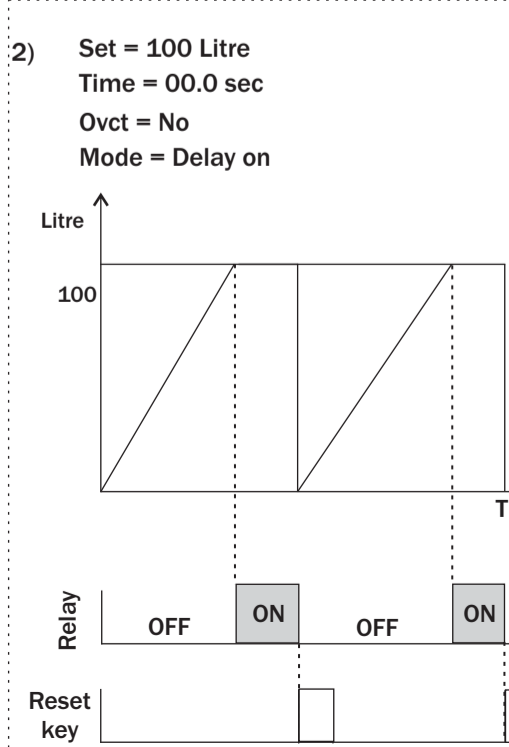 2) Set = 100 Litre
Time = 00.0 sec
Ovct = No
Mode = Delay on
Litre
100
T
Relay
OFF
ON
OFF
ON
Reset
key